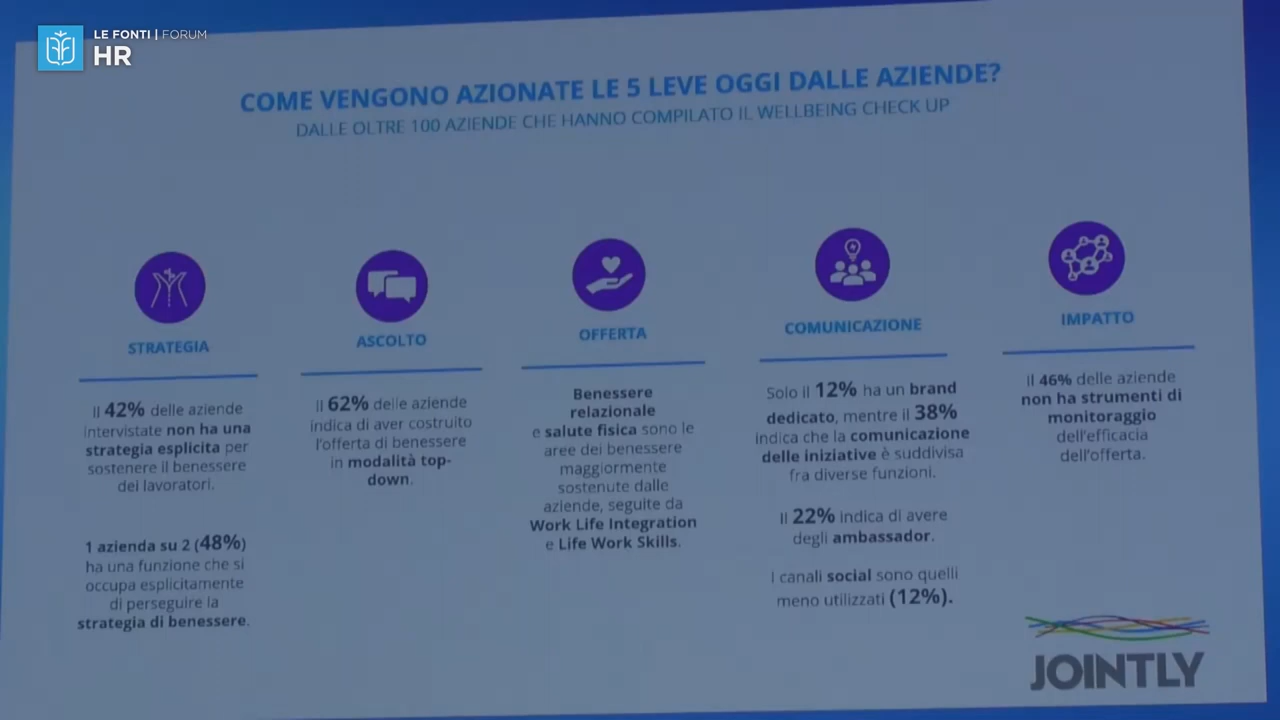 LE FONTI | FORUM
HR
COME VENGONO AZIONATE LE 5 LEVE OGGI DALLE AZIENDE?
DALLE OLTRE 100 AZIENDE CHE HANNO COMPILATO IL WELLBEING CHECK UP
STRATEGIA
Il 42% delle aziende
intervistate non ha una
strategia esplicita per
sostenere il benessere
dei lavoratori.
1 azienda su 2 (48%)
ha una funzione che si
occupa esplicitamente
di perseguire la
strategia di benessere.
ASCOLTO
Il 62% delle aziende
indica di aver costruito
l'offerta di benessere
in modalità top-
down.
OFFERTA
Benessere
relazionale
e salute fisica sono le
aree dei benessere
maggiormente
sostenute dalle
aziende, seguite da
Work Life Integration
e Life Work Skills.
COMUNICAZIONE
Solo il 12% ha un brand
dedicato, mentre il 38%
indica che la comunicazione
delle iniziative è suddivisa
fra diverse funzioni.
Il 22% indica di avere
degli ambassador.
I canali social sono quelli
meno utilizzati (12%).
IMPATTO
Il 46% delle aziende
non ha strumenti di
monitoraggio
dell'efficacia
dell'offerta.
JOINTLY